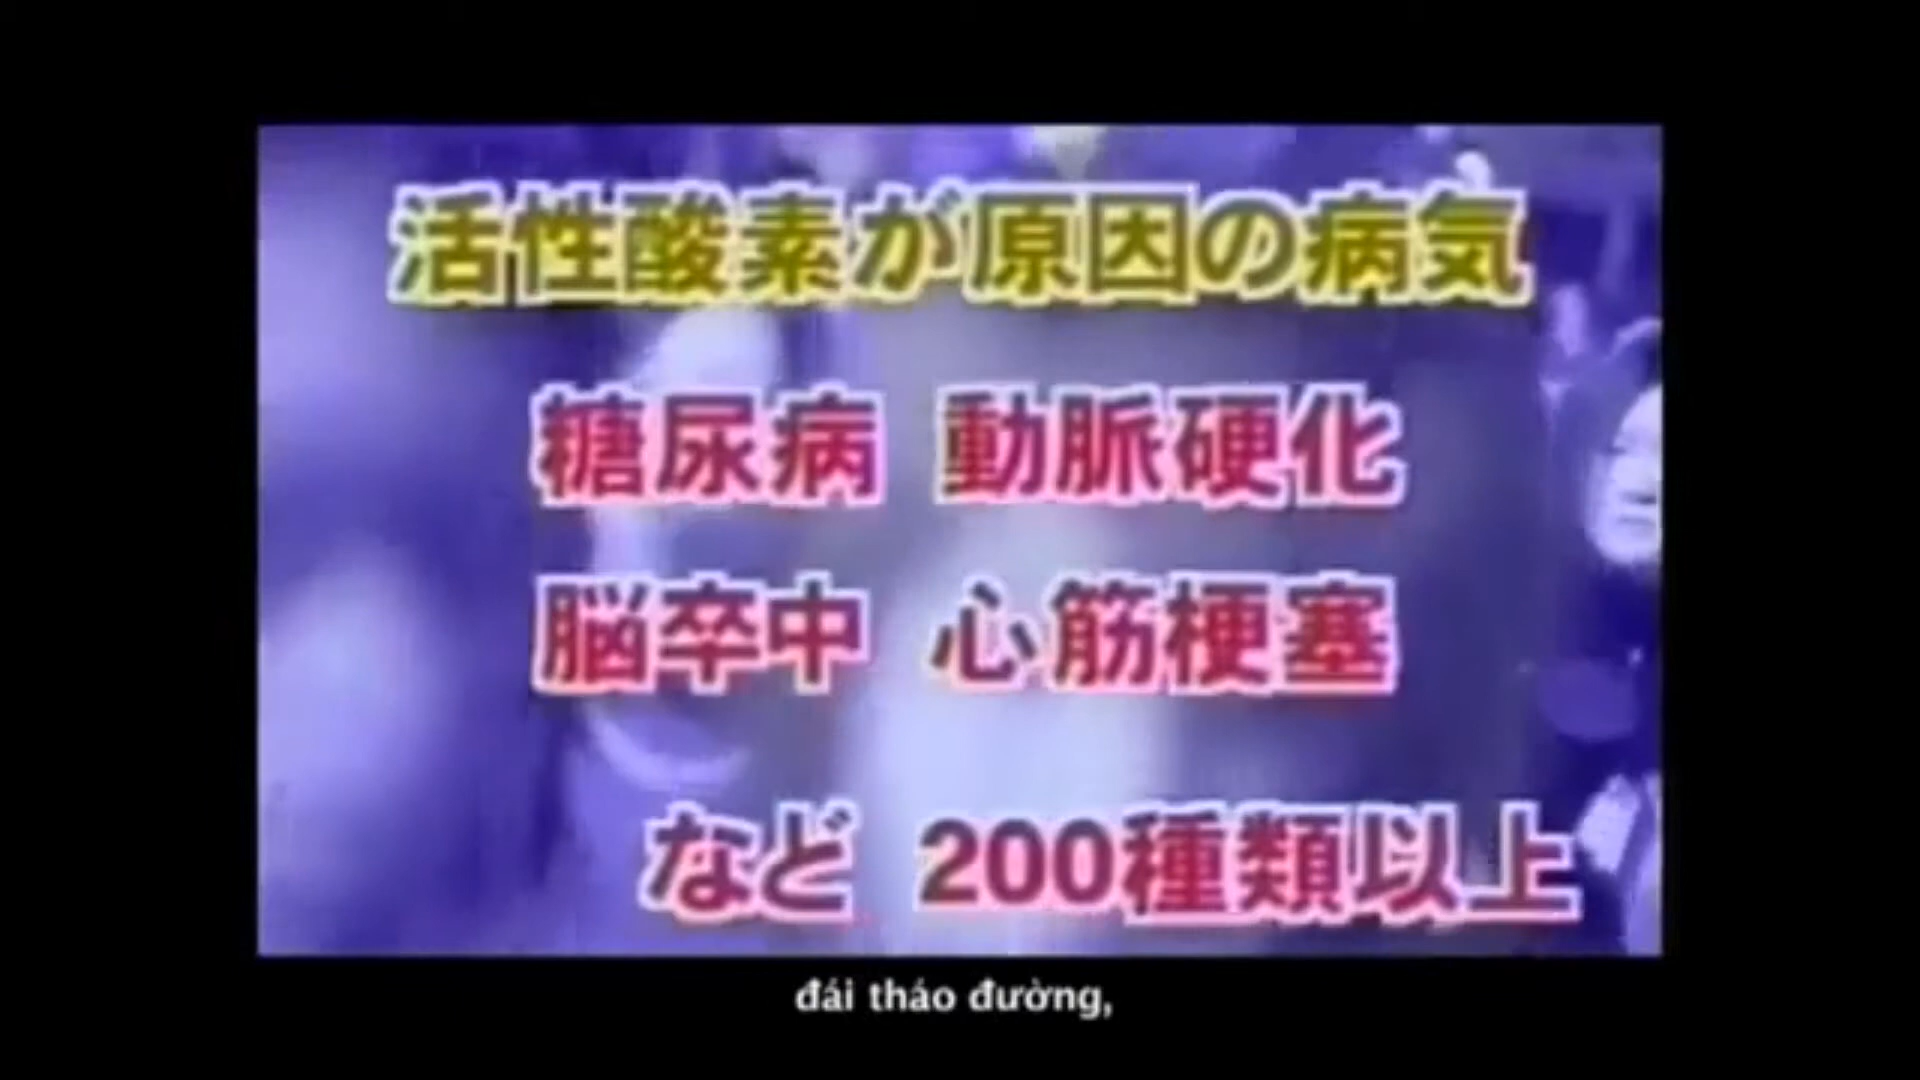 活性酸素が原因の病気
糖尿病 動脈硬化
脳卒中 心筋梗塞
など 200種類以上
đái tháo đường,